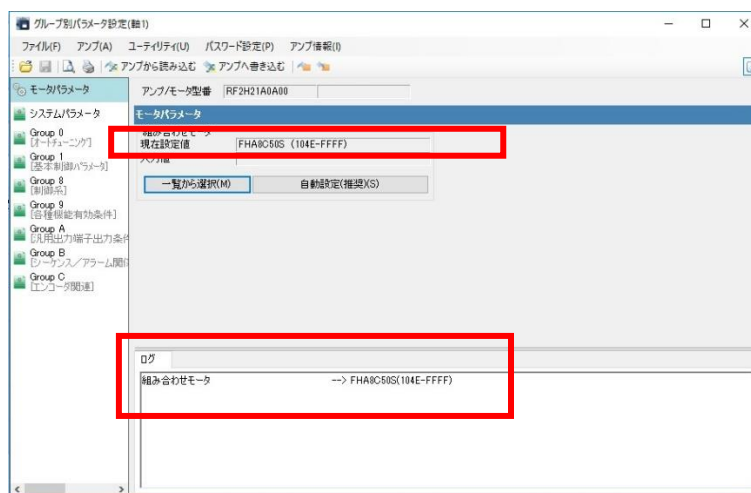 グループ別パラメータ設定(軸1)
ファイル(F) アンプ(A) ユーティリティ(U) パスワード設定(P) アンプ情報(I)
アンプから読み込む アンプへ書き込む
モータパラメータ
システムパラメータ
Group 0
[オートチューニング]
Group 1
[基本制御パラメータ]
Group 8
[制御系]
Group 9
[各種機能有効条件]
Group A
[汎用出力端子出力条件
Group B
[シーケンス/アラーム関係
Group C
[エンコーダ関連]
アンプ/モータ型番 RF2H21A0A00
モータパラメータ
組み合わせモータ
現在設定値 FHA8C50S (104E-FFFF)
入力値
一覧から選択(M) 自動設定(推奨)(S)
ログ
組み合わせモータ --> FHA8C50S(104E-FFFF)